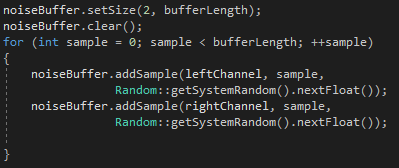 noiseBuffer.setSize(2, bufferLength);
noiseBuffer.clear();
for (int sample = 0; sample < bufferLength; ++sample)
{
noiseBuffer.addSample(leftChannel, sample,
Random::getSystemRandom().nextFloat());
noiseBuffer.addSample(rightChannel, sample,
Random::getSystemRandom().nextFloat());
}